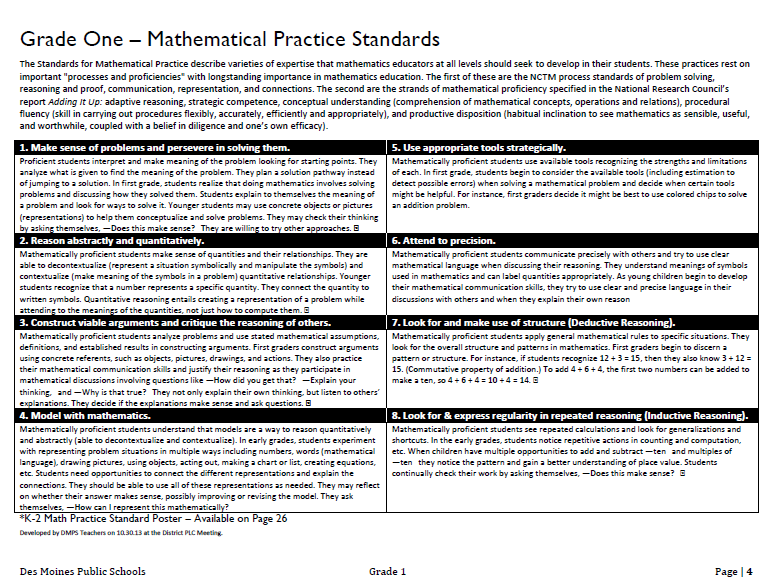 Grade One – Mathematical Practice Standards
The Standards for Mathematical Practice describe varieties of expertise that mathematics educators at all levels should seek to develop in their students. These practices rest on
important "processes and proficiencies" with longstanding importance in mathematics education. The first of these are the NCTM process standards of problem solving,
reasoning and proof, communication, representation, and connections. The second are the strands of mathematical proficiency specified in the National Research Council's
report Adding It Up: adaptive reasoning, strategic competence, conceptual understanding (comprehension of mathematical concepts, operations and relations), procedural
fluency (skill in carrying out procedures flexibly, accurately, efficiently and appropriately), and productive disposition (habitual inclination to see mathematics as sensible, useful,
and worthwhile, coupled with a belief in diligence and one's own efficacy).
1. Make sense of problems and persevere in solving them.
Proficient students interpret and make meaning of the problem looking for starting points. They
analyze what is given to find the meaning of the problem. They plan a solution pathway instead
of jumping to a solution. In first grade, students realize that doing mathematics involves solving
problems and discussing how they solved them. Students explain to themselves the meaning of
a problem and look for ways to solve it. Younger students may use concrete objects or pictures
(representations) to help them conceptualize and solve problems. They may check their thinking
by asking themselves, ―Does this make sense? They are willing to try other approaches.
5. Use appropriate tools strategically.
Mathematically proficient students use available tools recognizing the strengths and limitations
of each. In first grade, students begin to consider the available tools (including estimation to
detect possible errors) when solving a mathematical problem and decide when certain tools
might be helpful. For instance, first graders decide it might be best to use colored chips to solve
an addition problem.
2. Reason abstractly and quantitatively.
Mathematically proficient students make sense of quantities and their relationships. They are
able to decontextualize (represent a situation symbolically and manipulate the symbols) and
contextualize (make meaning of the symbols in a problem) quantitative relationships. Younger
students recognize that a number represents a specific quantity. They connect the quantity to
written symbols. Quantitative reasoning entails creating a representation of a problem while
attending to the meanings of the quantities, not just how to compute them.
6. Attend to precision.
Mathematically proficient students communicate precisely with others and try to use clear
mathematical language when discussing their reasoning. They understand meanings of symbols
used in mathematics and can label quantities appropriately. As young children begin to develop
their mathematical communication skills, they try to use clear and precise language in their
discussions with others and when they explain their own reason
3. Construct viable arguments and critique the reasoning of others.
Mathematically proficient students analyze problems and use stated mathematical assumptions,
definitions, and established results in constructing arguments. First graders construct arguments
using concrete referents, such as objects, pictures, drawings, and actions. They also practice
their mathematical communication skills and justify their reasoning as they participate in
mathematical discussions involving questions like ―How did you get that? ―Explain your
thinking, and ―Why is that true? They not only explain their own thinking, but listen to others'
explanations. They decide if the explanations make sense and ask questions.
7. Look for and make use of structure (Deductive Reasoning).
Mathematically proficient students apply general mathematical rules to specific situations. They
look for the overall structure and patterns in mathematics. First graders begin to discern a
pattern or structure. For instance, if students recognize 12 + 3 = 15, then they also know 3 + 12 =
15. (Commutative property of addition.) To add 4 + 6 + 4, the first two numbers can be added to
make a ten, so 4 + 6 + 4 = 10 + 4 = 14.
4. Model with mathematics.
Mathematically proficient students understand that models are a way to reason quantitatively
and abstractly (able to decontextualize and contextualize). In early grades, students experiment
with representing problem situations in multiple ways including numbers, words (mathematical
language), drawing pictures, using objects, acting out, making a chart or list, creating equations,
etc. Students need opportunities to connect the different representations and explain the
connections. They should be able to use all of these representations as needed. They may reflect
on whether their answer makes sense, possibly improving or revising the model. They ask
themselves, ―How can I represent this mathematically?
8. Look for & express regularity in repeated reasoning (Inductive Reasoning).
Mathematically proficient students see repeated calculations and look for generalizations and
shortcuts. In the early grades, students notice repetitive actions in counting and computation,
etc. When children have multiple opportunities to add and subtract ―ten and multiples of
―ten they notice the pattern and gain a better understanding of place value. Students
continually check their work by asking themselves, ―Does this make sense?
*K-2 Math Practice Standard Poster – Available on Page 26
Developed by DMPS Teachers on 10.30.13 at the District PLC Meeting.
Des Moines Public Schools Grade 1 Page | 4